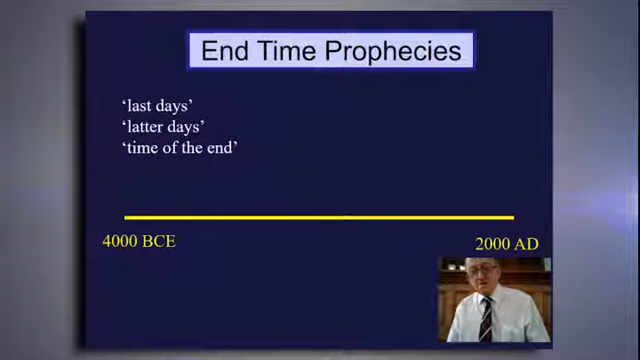 End Time Prophecies
‘last days’
‘latter days’
‘time of the end’
4000 BCE
2000 AD